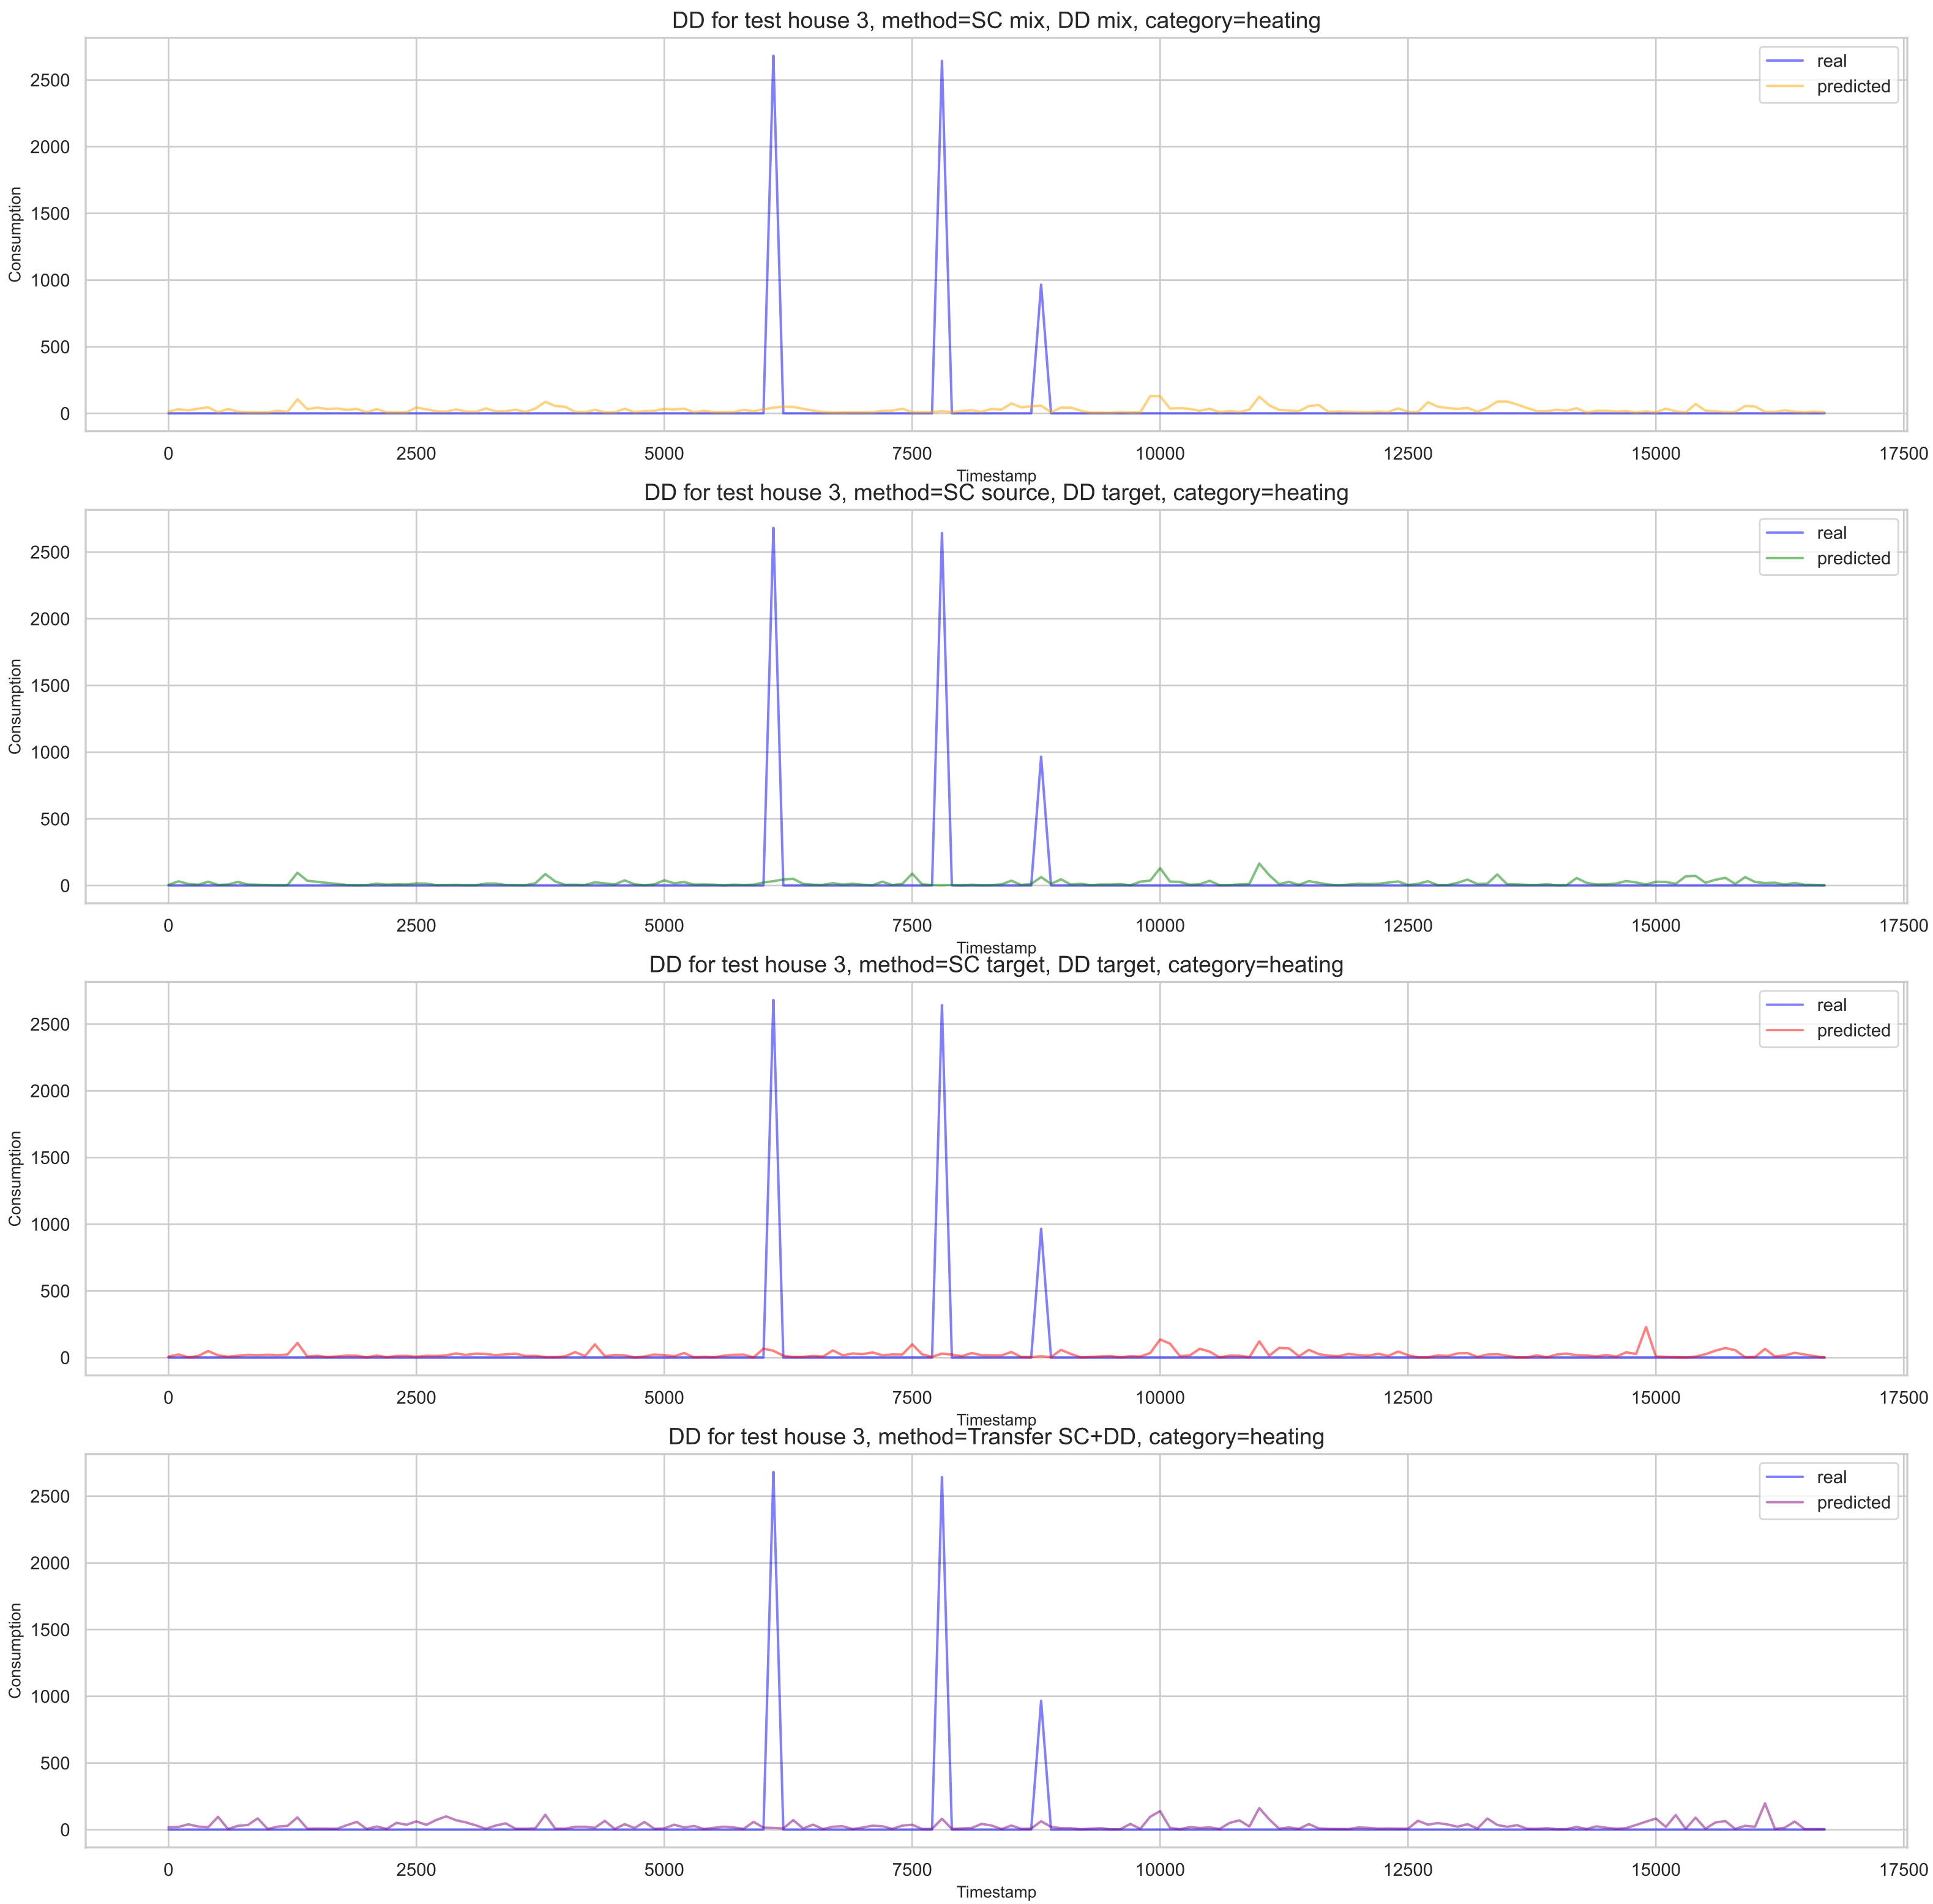 DD for test house 3, method=SC mix, DD mix, category=heating
real
predicted
2500
2000
1500
1000
500
0
Consumption
0 2500 5000 7500 10000 12500 15000 17500
Timestamp
DD for test house 3, method=SC source, DD target, category=heating
real
predicted
2500
2000
1500
1000
500
0
Consumption
0 2500 5000 7500 10000 12500 15000 17500
Timestamp
DD for test house 3, method=SC target, DD target, category=heating
real
predicted
2500
2000
1500
1000
500
0
Consumption
0 2500 5000 7500 10000 12500 15000 17500
Timestamp
DD for test house 3, method=Transfer SC+DD, category=heating
real
predicted
2500
2000
1500
1000
500
0
Consumption
0 2500 5000 7500 10000 12500 15000 17500
Timestamp